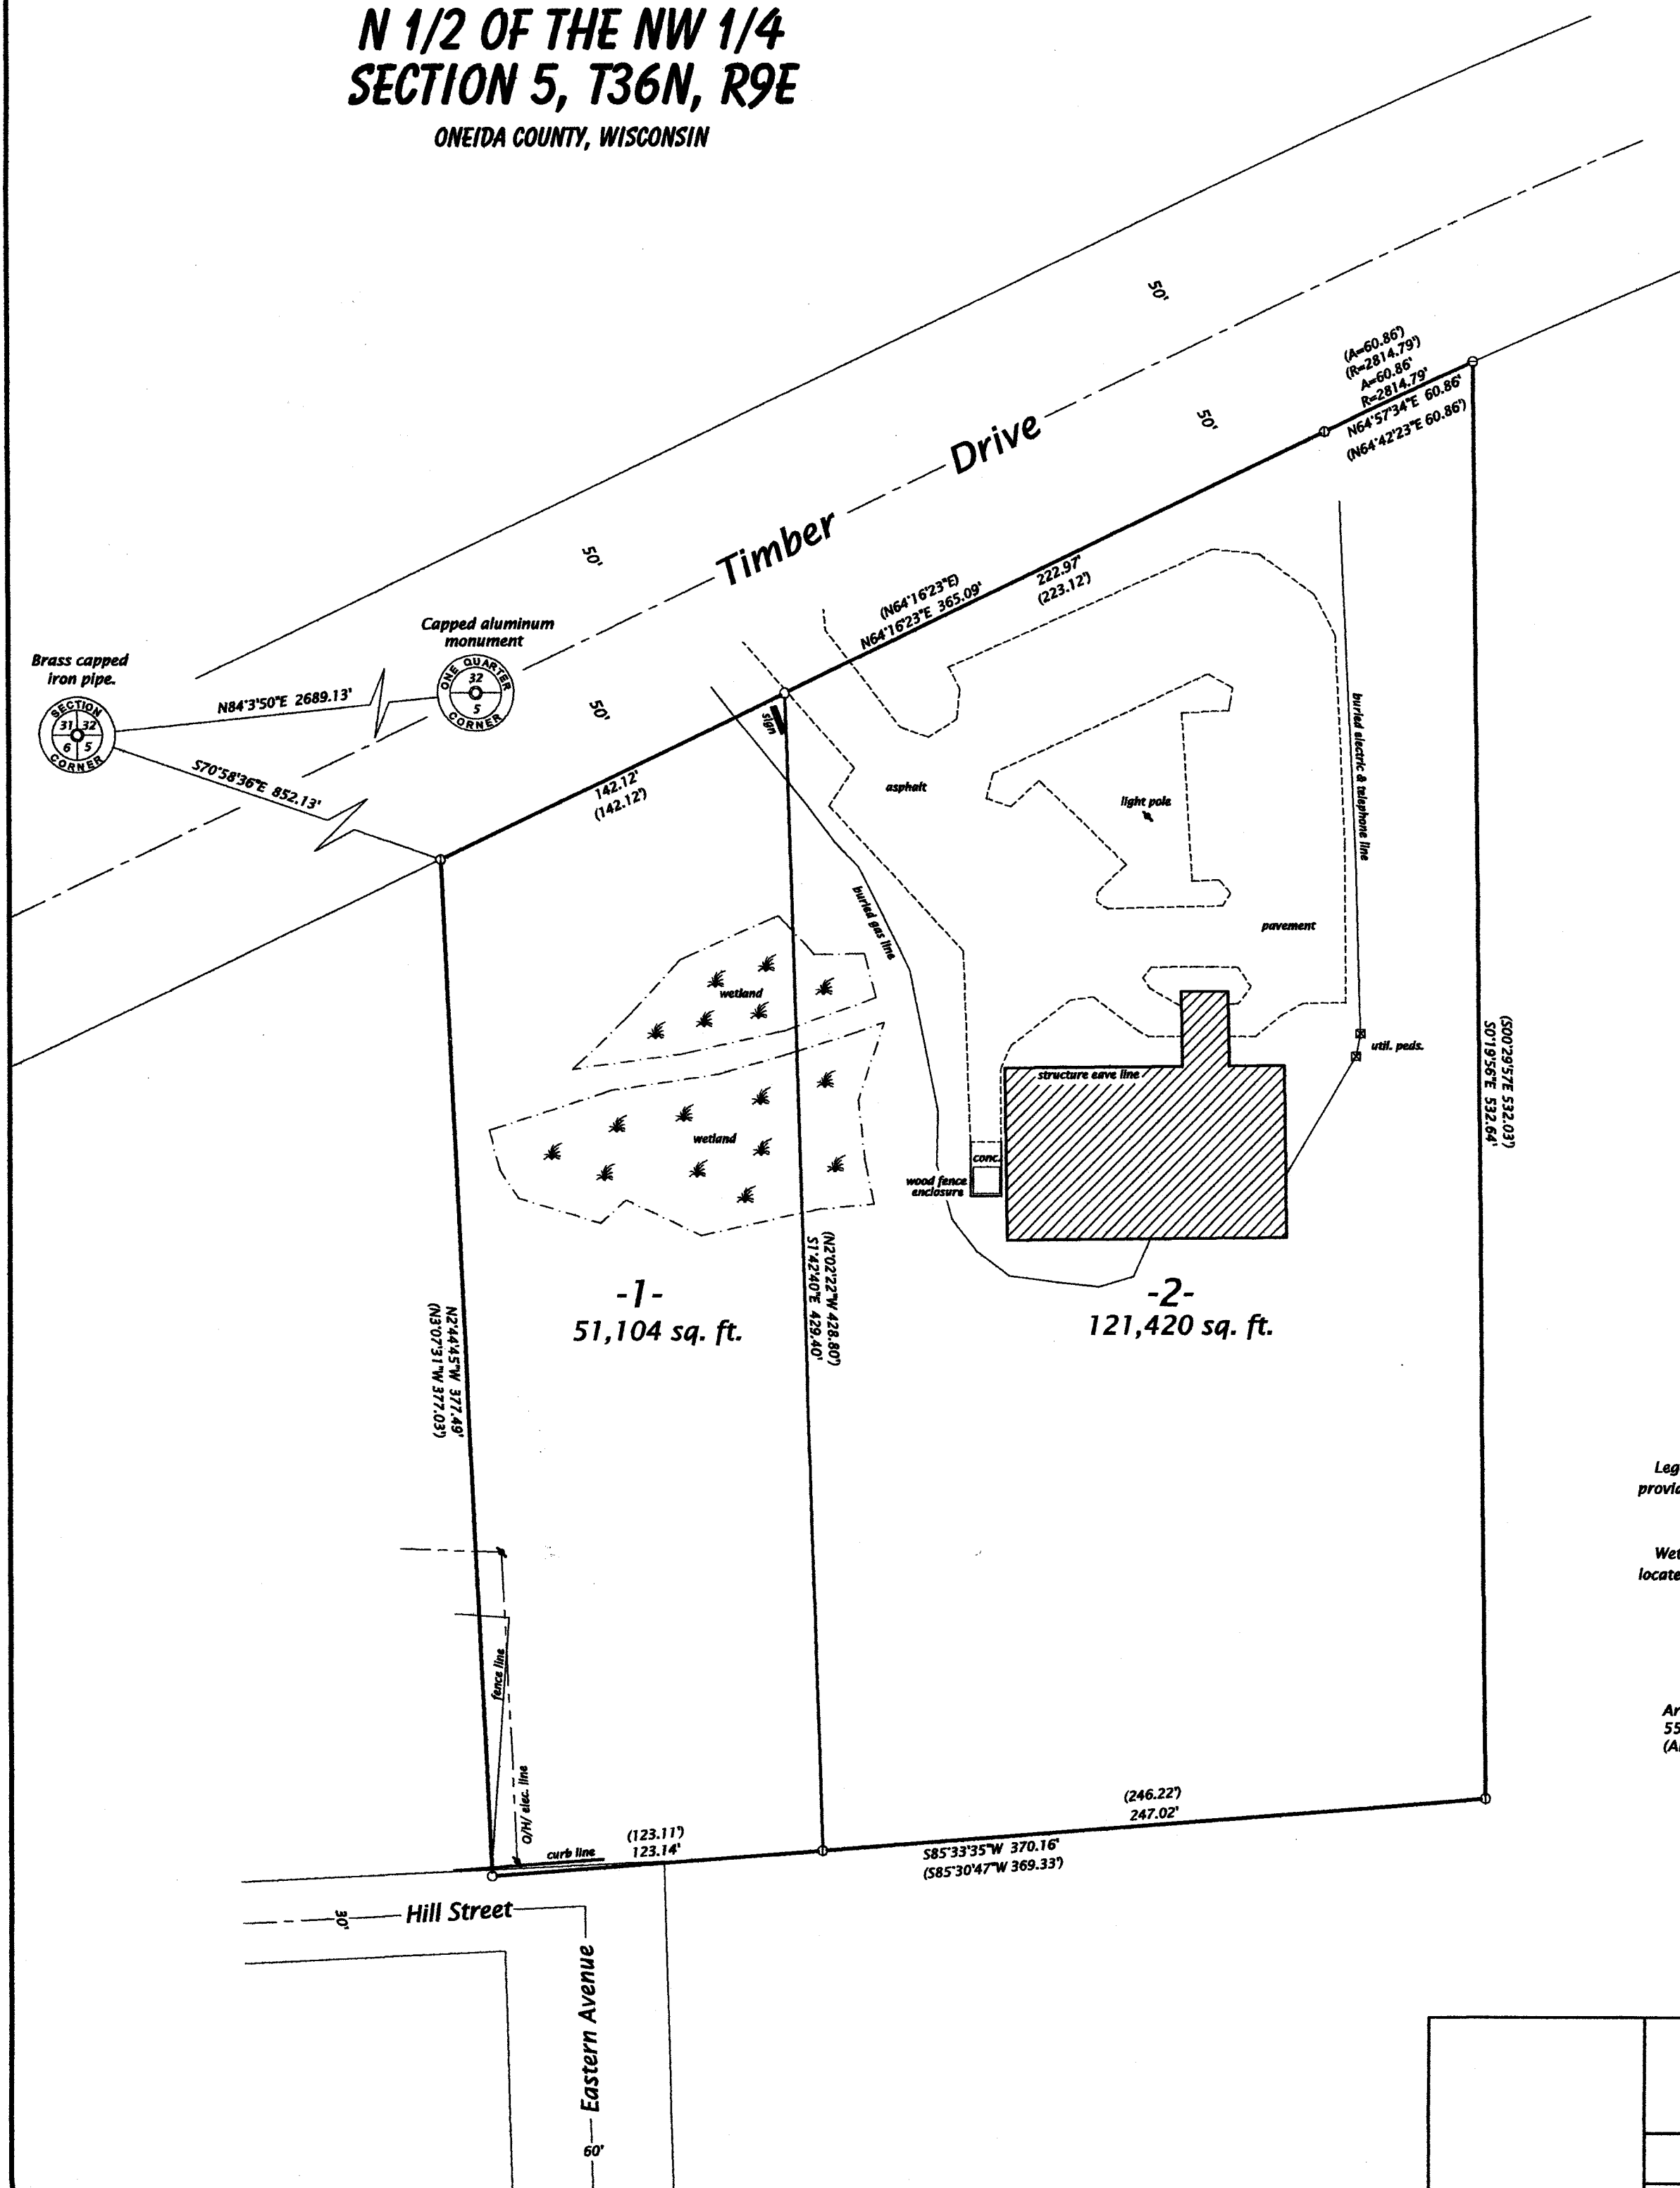 N 1/2 OF THE NW 1/4
SECTION 5, T36N, R9E
ONEIDA COUNTY, WISCONSIN
50'
(A=60.86')
(R=2814.79')
A=60.86'
R=2814.79'
N64°57'34"E 60.86'
(N64°42'23"E 60.86')
50'
Timber Drive
50'
(N64°16'23"E)
N64°16'23"E 365.09'
222.97'
(223.12')
Capped aluminum
monument
ONE QUARTER
32
5
CORNER
Brass capped
iron pipe.
SECTION
31 32
6 5
CORNER
N84°3'50"E 2689.13'
S70°58'36"E 852.13'
50'
142.12'
(142.12')
sign
asphalt
light pole
buried electric & telephone line
buried gas line
pavement
wetland
wetland
util. peds.
structure eave line
conc.
wood fence
enclosure
(S00°29'57E 532.03')
S0°19'56"E 532.64'
(N2°02'22"W 428.80')
S1°42'40"E 429.40'
-1-
51,104 sq. ft.
-2-
121,420 sq. ft.
N2°44'45"W 377.49'
(N3°07'31"W 377.03')
Leg
provid
Wet
locate
fence line
O/H/ elec. line
Ar
55
(A
(246.22')
247.02'
(123.11')
123.14'
curb line
S85°33'35"W 370.16'
(S85°30'47"W 369.33')
30'
Hill Street
Eastern Avenue
60'